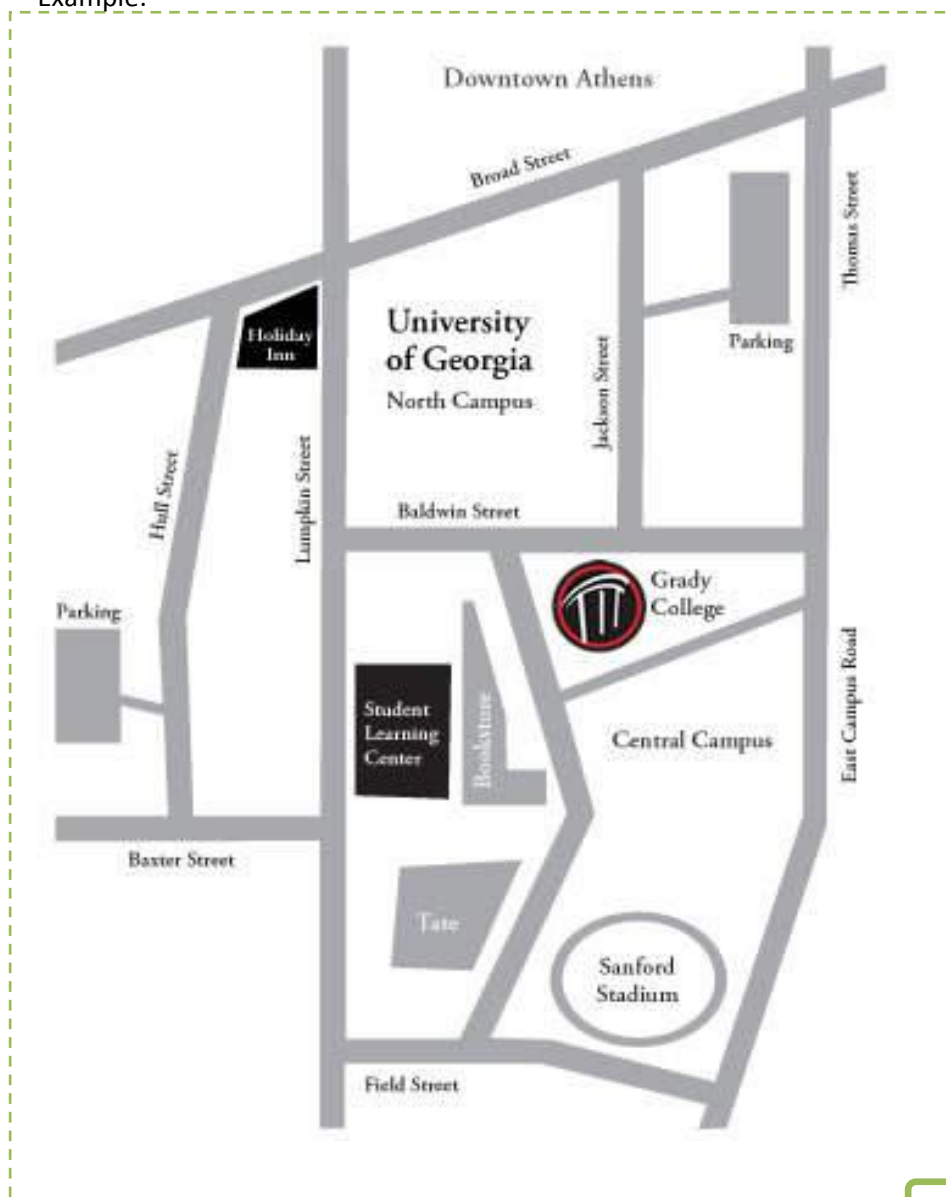 Example:
Downtown Athens
Broad Street
Thomas Street
Holiday
Inn
University
of Georgia
North Campus
Parking
Jackson Street
Hull Street
Lumpkin Street
Baldwin Street
Grady
College
Parking
Student
Learning
Center
Bookstore
Central Campus
East Campus Road
Baxter Street
Tate
Sanford
Stadium
Field Street